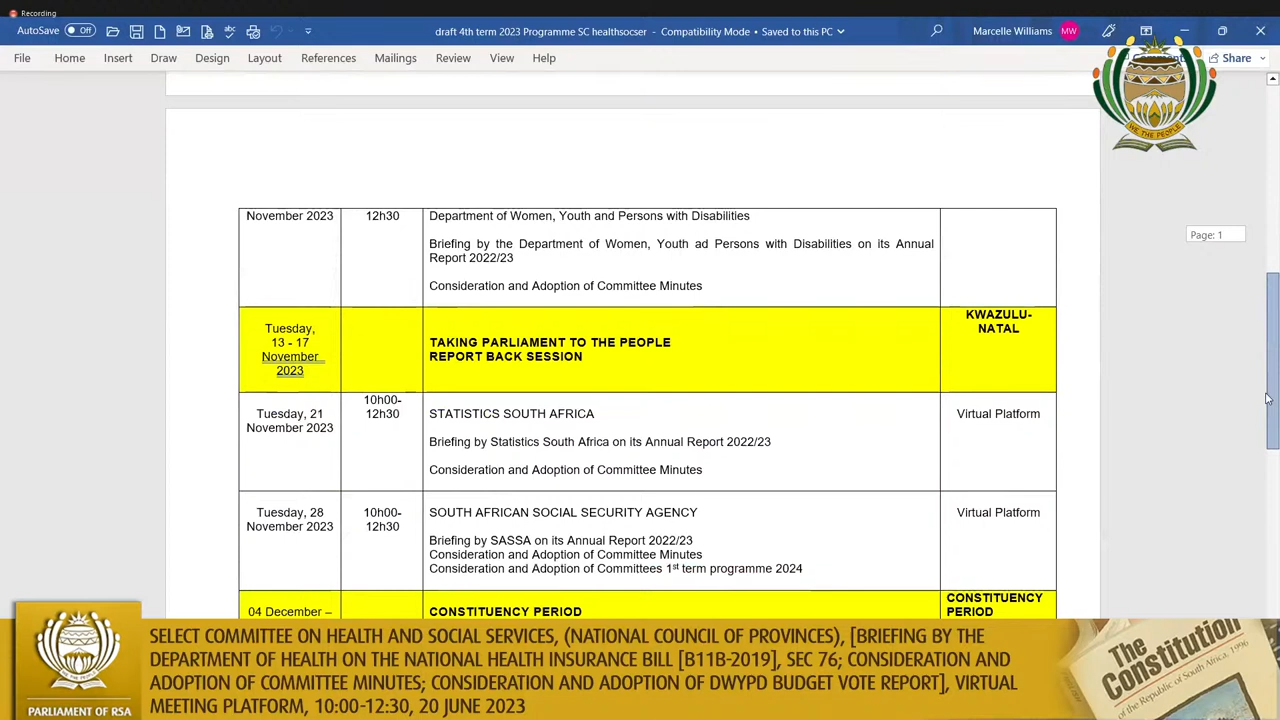 Recording
AutoSave Off
draft 4th term 2023 Programme SC healthsocser - Compatibility Mode • Saved to this PC
Marcelle Williams MW
File Home Insert Draw Design Layout References Mailings Review View Help
Share
WE THE PEOPLE
Page: 1
November 2023 12h30 Department of Women, Youth and Persons with Disabilities
Briefing by the Department of Women, Youth ad Persons with Disabilities on its Annual
Report 2022/23
Consideration and Adoption of Committee Minutes
Tuesday,
13 - 17
November
2023
TAKING PARLIAMENT TO THE PEOPLE
REPORT BACK SESSION
KWAZULU-
NATAL
Tuesday, 21
November 2023
10h00-
12h30
STATISTICS SOUTH AFRICA
Briefing by Statistics South Africa on its Annual Report 2022/23
Consideration and Adoption of Committee Minutes
Virtual Platform
Tuesday, 28
November 2023
10h00-
12h30
SOUTH AFRICAN SOCIAL SECURITY AGENCY
Briefing by SASSA on its Annual Report 2022/23
Consideration and Adoption of Committee Minutes
Consideration and Adoption of Committees 1st term programme 2024
Virtual Platform
04 December –
CONSTITUENCY PERIOD
CONSTITUENCY
PERIOD
SELECT COMMITTEE ON HEALTH AND SOCIAL SERVICES, (NATIONAL COUNCIL OF PROVINCES), [BRIEFING BY THE
DEPARTMENT OF HEALTH ON THE NATIONAL HEALTH INSURANCE BILL [B11B-2019], SEC 76; CONSIDERATION AND
ADOPTION OF COMMITTEE MINUTES; CONSIDERATION AND ADOPTION OF DWYPD BUDGET VOTE REPORT], VIRTUAL
MEETING PLATFORM, 10:00-12:30, 20 JUNE 2023
PARLIAMENT OF RSA
The
Constitution
of the Republic of South Africa, 1996